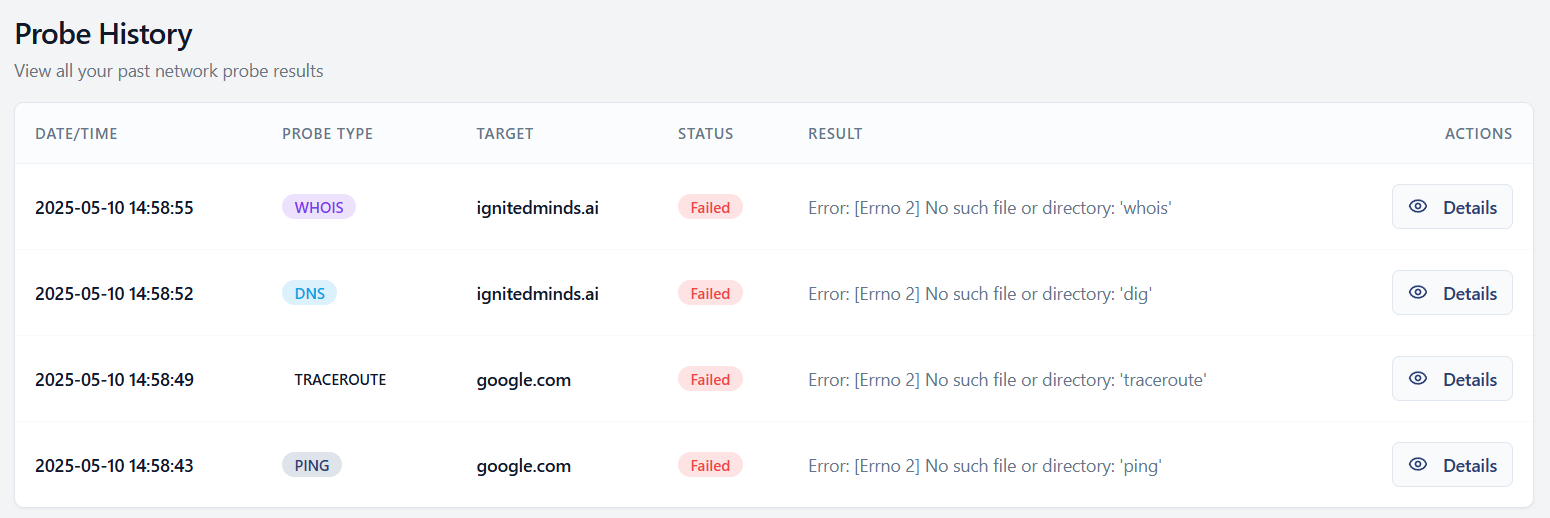 Probe History
View all your past network probe results
DATE/TIME PROBE TYPE TARGET STATUS RESULT ACTIONS
2025-05-10 14:58:55 WHOIS ignitedminds.ai Failed Error: [Errno 2] No such file or directory: 'whois' Details
2025-05-10 14:58:52 DNS ignitedminds.ai Failed Error: [Errno 2] No such file or directory: 'dig' Details
2025-05-10 14:58:49 TRACEROUTE google.com Failed Error: [Errno 2] No such file or directory: 'traceroute' Details
2025-05-10 14:58:43 PING google.com Failed Error: [Errno 2] No such file or directory: 'ping' Details